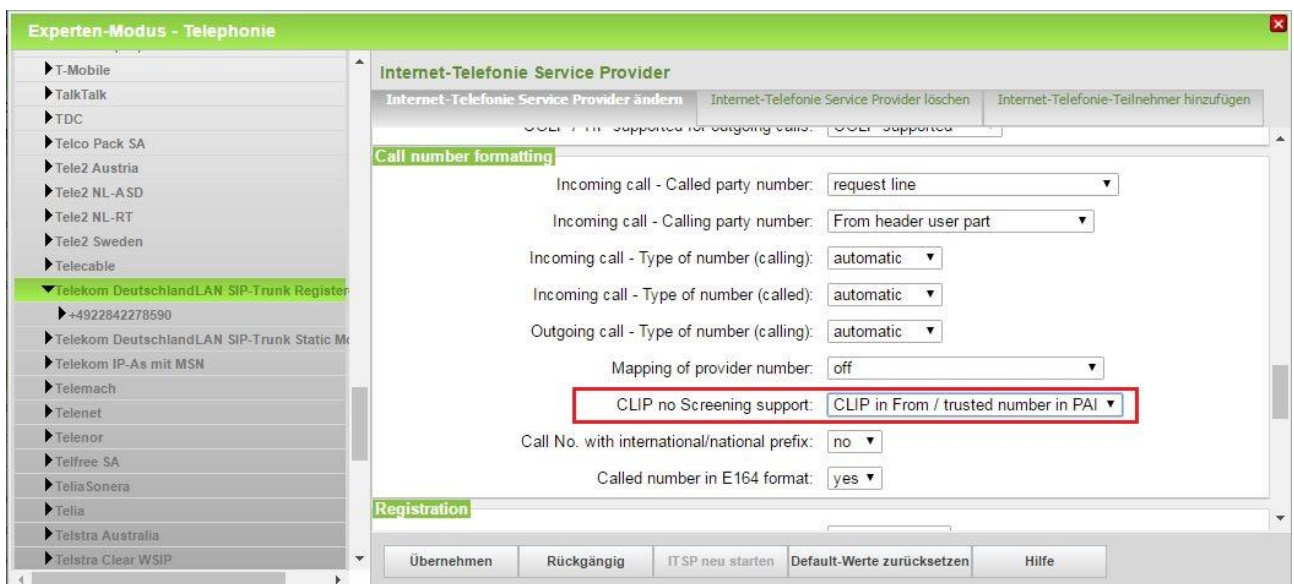 Experten-Modus - Telephonie
T-Mobile
TalkTalk
TDC
Telco Pack SA
Tele2 Austria
Tele2 NL-ASD
Tele2 NL-RT
Tele2 Sweden
Telecable
Telekom DeutschlandLAN SIP-Trunk Register
+4922842278590
Telekom DeutschlandLAN SIP-Trunk Static Mo
Telekom IP-As mit MSN
Telemach
Telenet
Telenor
Telfree SA
TeliaSonera
Telia
Telstra Australia
Telstra Clear WSIP
Internet-Telefonie Service Provider
Internet-Telefonie Service Provider ändern
Internet-Telefonie Service Provider löschen
Internet-Telefonie-Teilnehmer hinzufügen
supported for outgoing calls: COLP supported
Call number formatting
Incoming call - Called party number: request line
Incoming call - Calling party number: From header user part
Incoming call - Type of number (calling): automatic
Incoming call - Type of number (called): automatic
Outgoing call - Type of number (calling): automatic
Mapping of provider number: off
CLIP no Screening support: CLIP in From / trusted number in PAI
Call No. with international/national prefix: no
Called number in E164 format: yes
Registration
Übernehmen
Rückgängig
ITSP neu starten
Default-Werte zurücksetzen
Hilfe